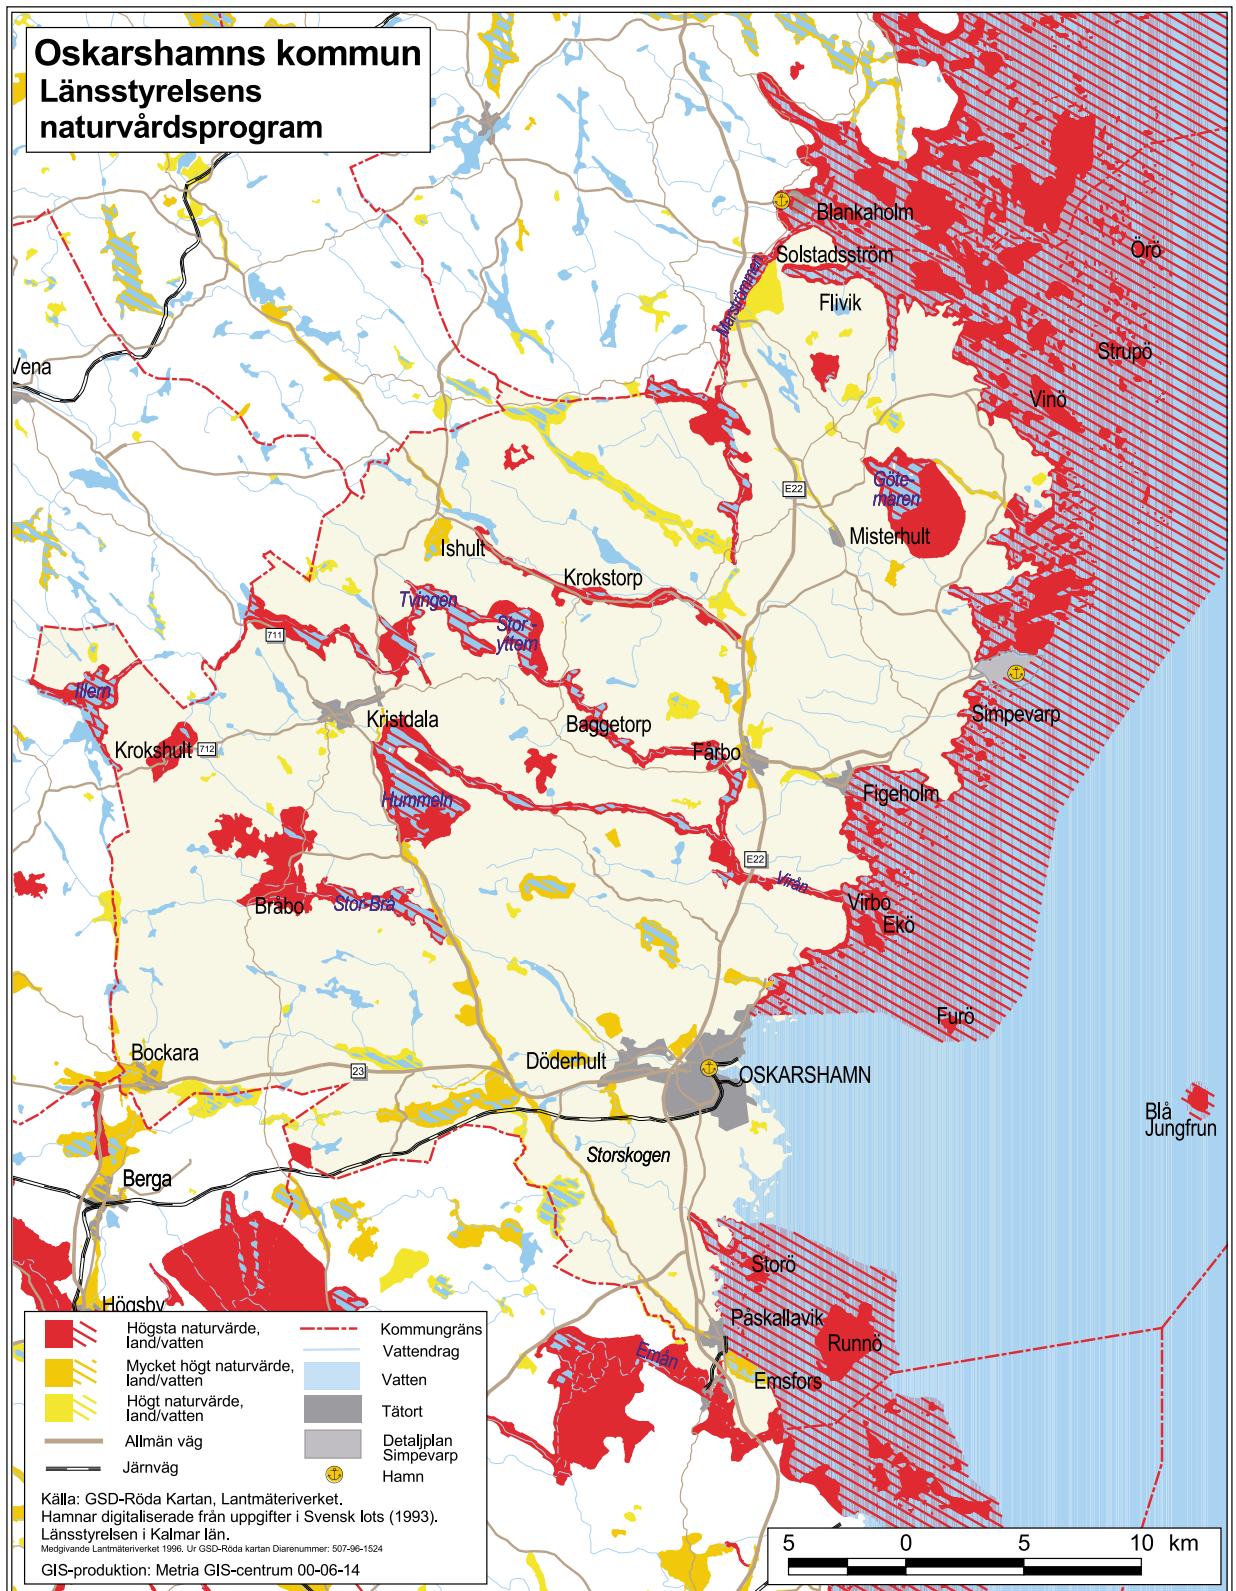 Oskarshamns kommun
Länsstyrelsens
naturvårdsprogram
Blankaholm
Solstadsström
Örö
Marströmmen
Flivik
Strupö
Vena
Vinö
Göte-
maren
E22
Misterhult
Ishult
Krokstorp
Tvingen
Stor-
yttern
711
Illern
Kristdala
Simpevarp
Baggetorp
Krokshult
712
Fårbo
Hummeln
Figeholm
E22
Virån
Bråbo
Stor-Brå
Virbo
Ekö
Furö
Bockara
Döderhult
23
OSKARSHAMN
Blå
Jungfrun
Storskogen
Berga
Storö
Högsby
Påskallavik
Runnö
Emån
Emsfors
Högsta naturvärde,
land/vatten
Mycket högt naturvärde,
land/vatten
Högt naturvärde,
land/vatten
Allmän väg
Järnväg
Kommungräns
Vattendrag
Vatten
Tätort
Detaljplan
Simpevarp
Hamn
Källa: GSD-Röda Kartan, Lantmäteriverket.
Hamnar digitaliserade från uppgifter i Svensk lots (1993).
Länsstyrelsen i Kalmar län.
Medgivande Lantmäteriverket 1996. Ur GSD-Röda kartan Diarenummer: 507-96-1524
GIS-produktion: Metria GIS-centrum 00-06-14
5 0 5 10 km